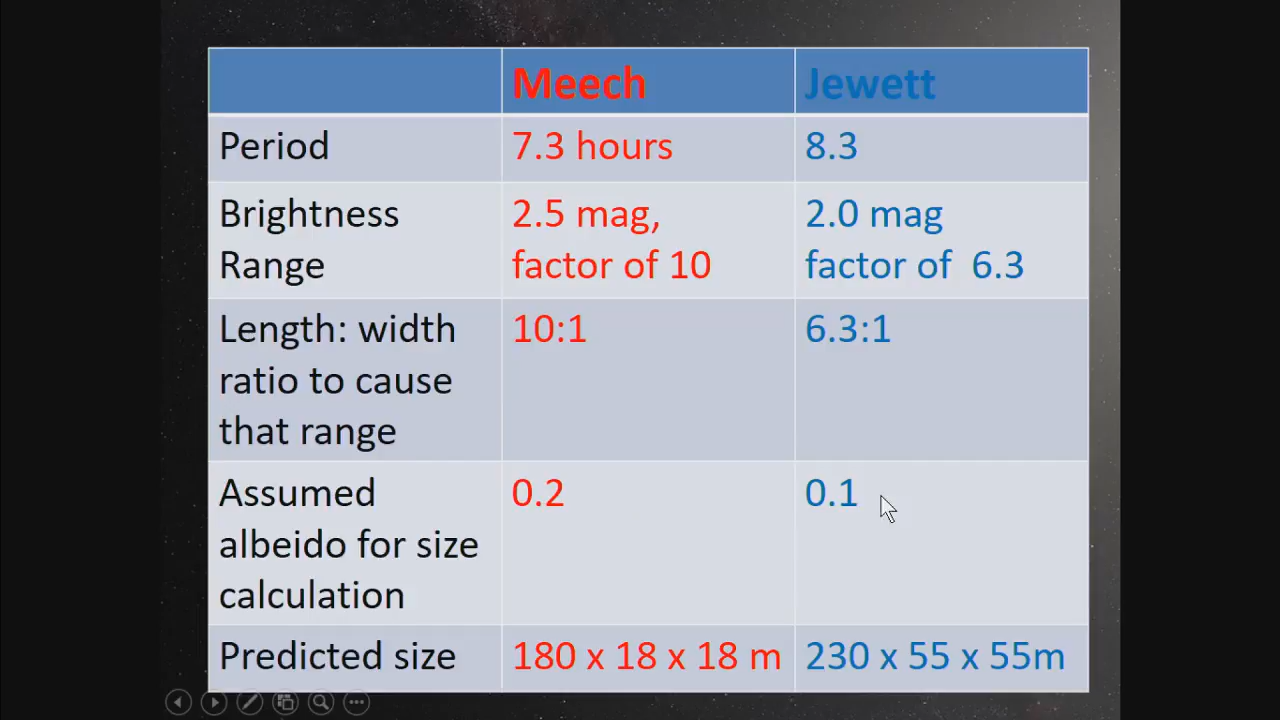 Meech Jewett
Period 7.3 hours 8.3
Brightness 2.5 mag, 2.0 mag
Range factor of 10 factor of  6.3
Length: width 10:1 6.3:1
ratio to cause
that range
Assumed 0.2 0.1
albeido for size
calculation
Predicted size 180 x 18 x 18 m 230 x 55 x 55m